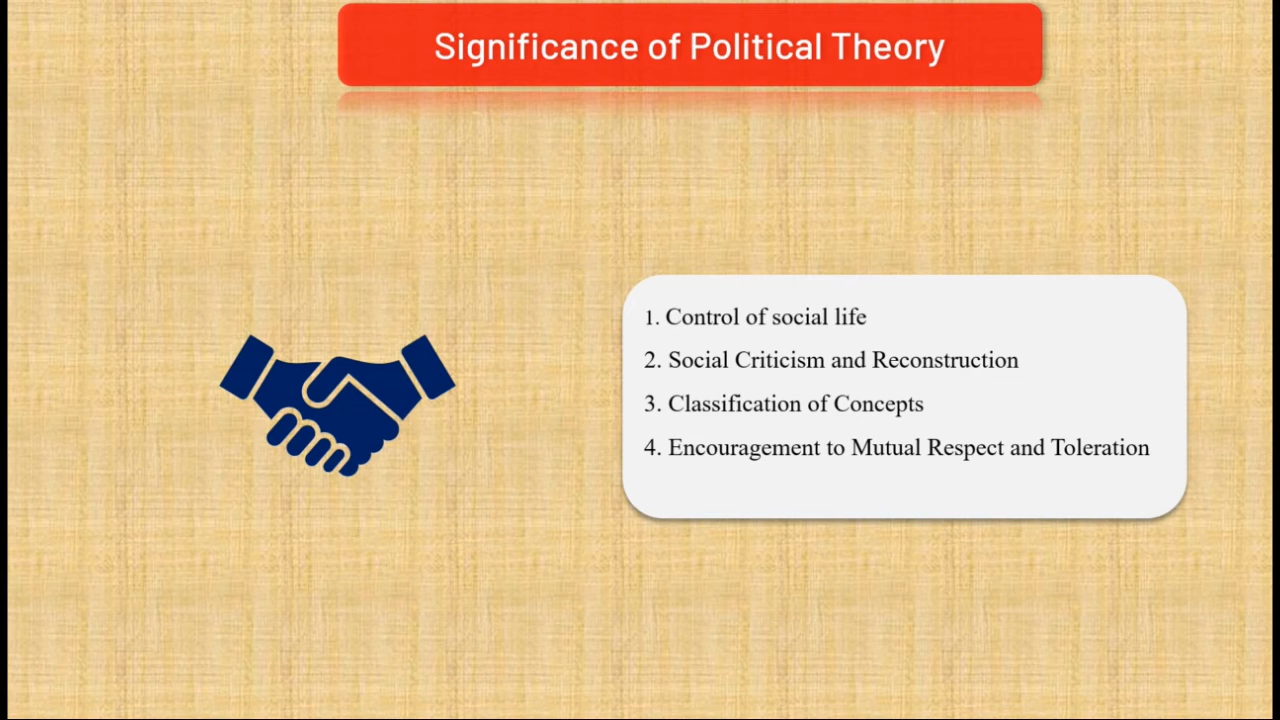 Significance of Political Theory
1. Control of social life
2. Social Criticism and Reconstruction
3. Classification of Concepts
4. Encouragement to Mutual Respect and Toleration